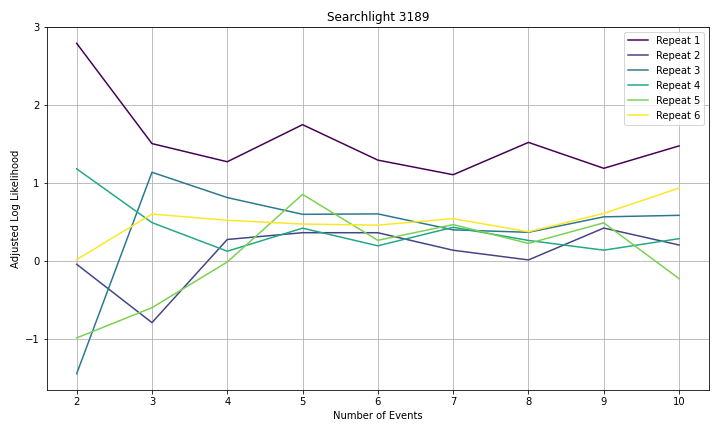 Searchlight 3189
Adjusted Log Likelihood
3
2
1
0
−1
2 3 4 5 6 7 8 9 10
Number of Events
Repeat 1
Repeat 2
Repeat 3
Repeat 4
Repeat 5
Repeat 6